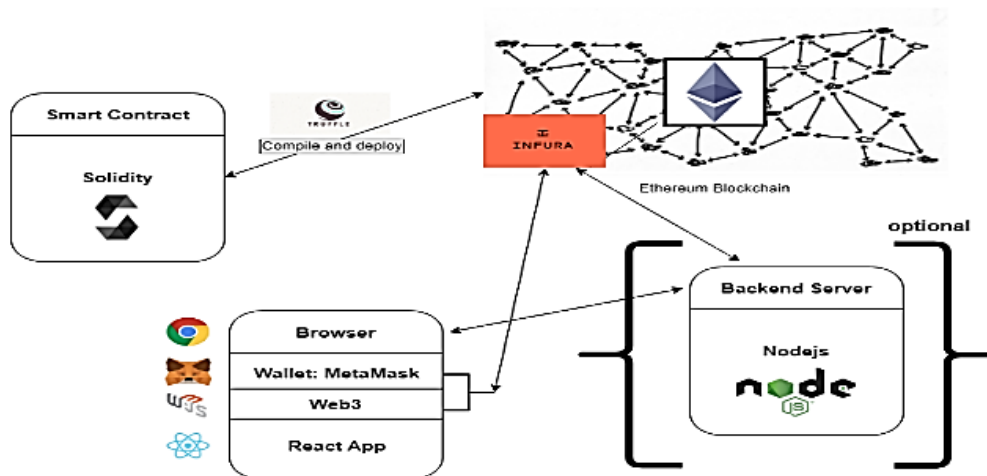 Smart Contract
Solidity
TRUFFLE
Compile and deploy
INFURA
Ethereum Blockchain
optional
Backend Server
Nodejs
node
JS
Browser
Wallet: MetaMask
Web3
React App